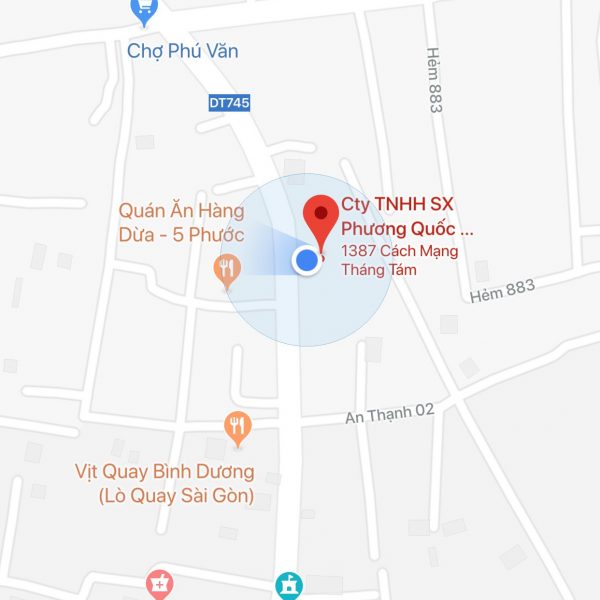 Chợ Phú Văn
Hẻm 883
DT745
Cty TNHH SX
Phương Quốc ...
1387 Cách Mạng
Tháng Tám
Quán Ăn Hàng
Dừa - 5 Phước
Hẻm 883
An Thạnh 02
Vịt Quay Bình Dương
(Lò Quay Sài Gòn)